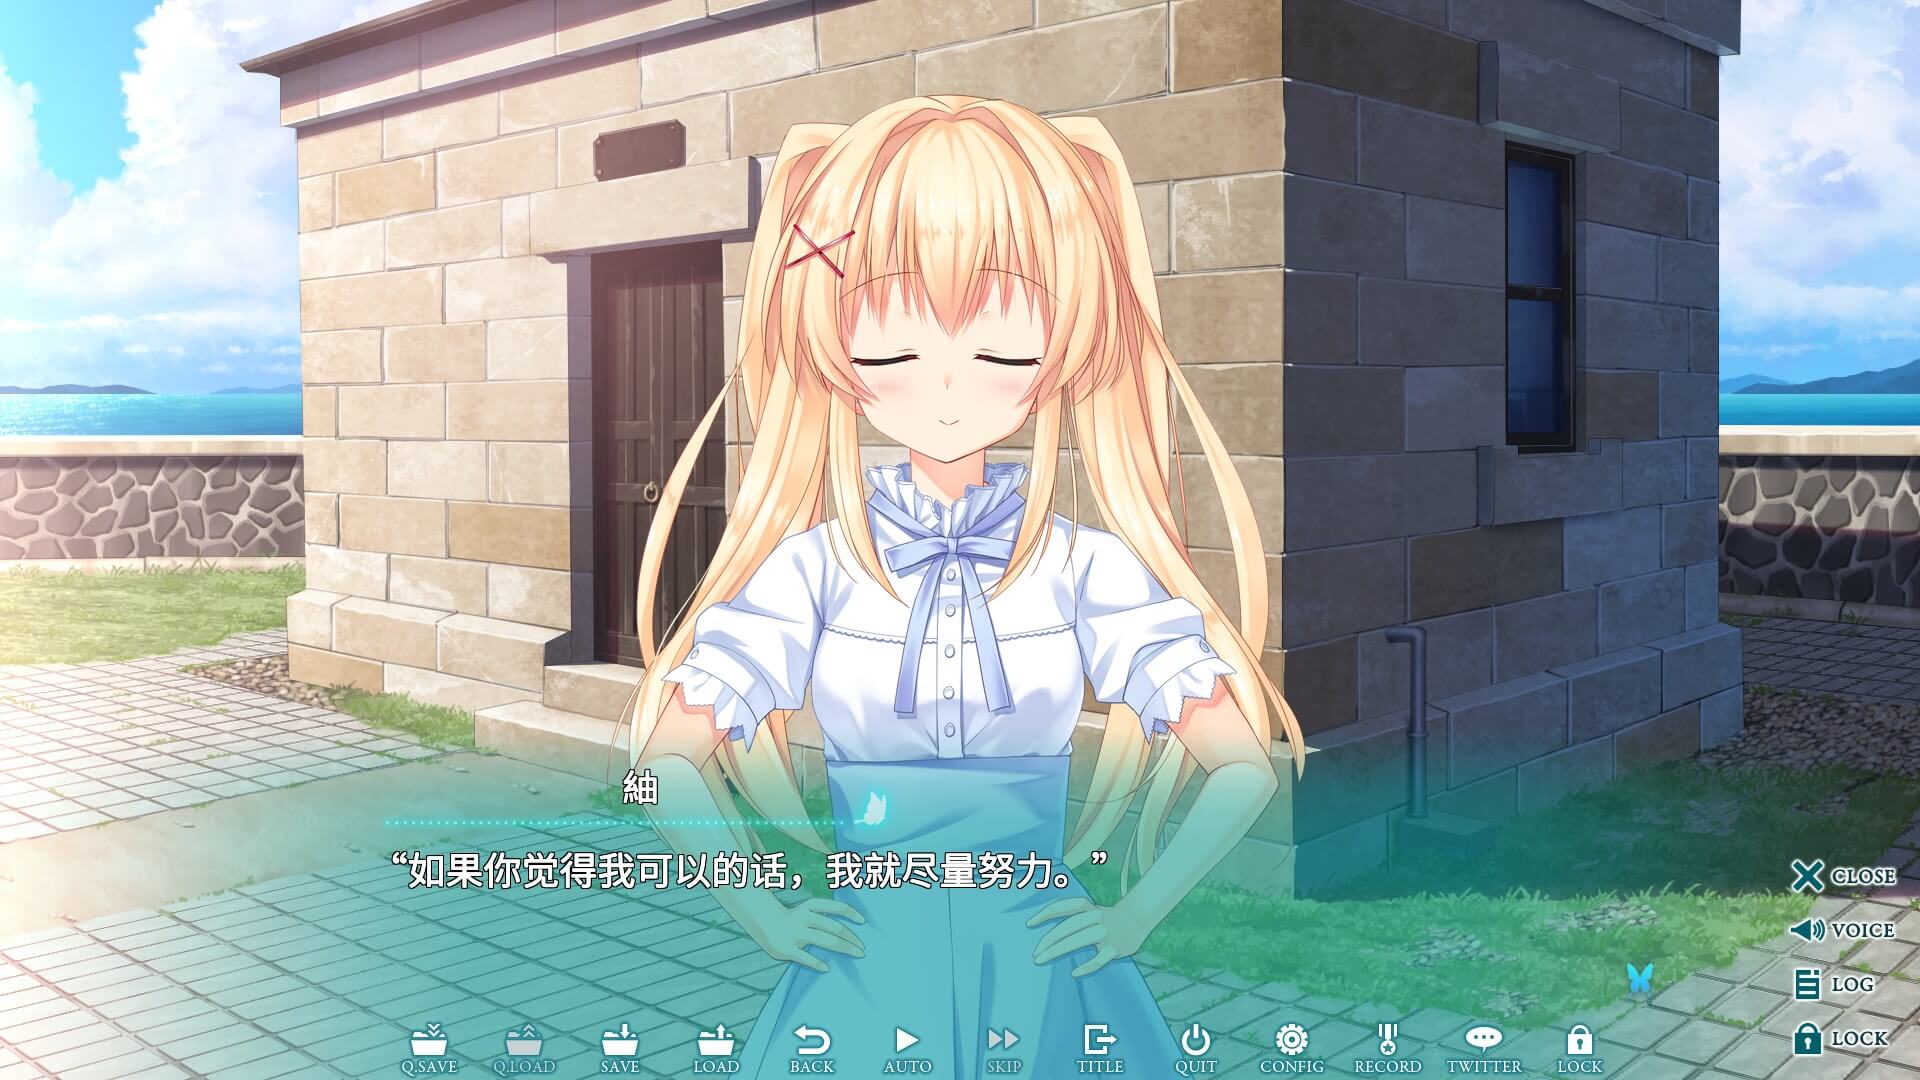 紬
“如果你觉得我可以的话，我就尽量努力。”
CLOSE
VOICE
LOG
LOCK
Q.SAVE
Q.LOAD
SAVE
LOAD
BACK
AUTO
SKIP
TITLE
QUIT
CONFIG
RECORD
TWITTER
LOCK